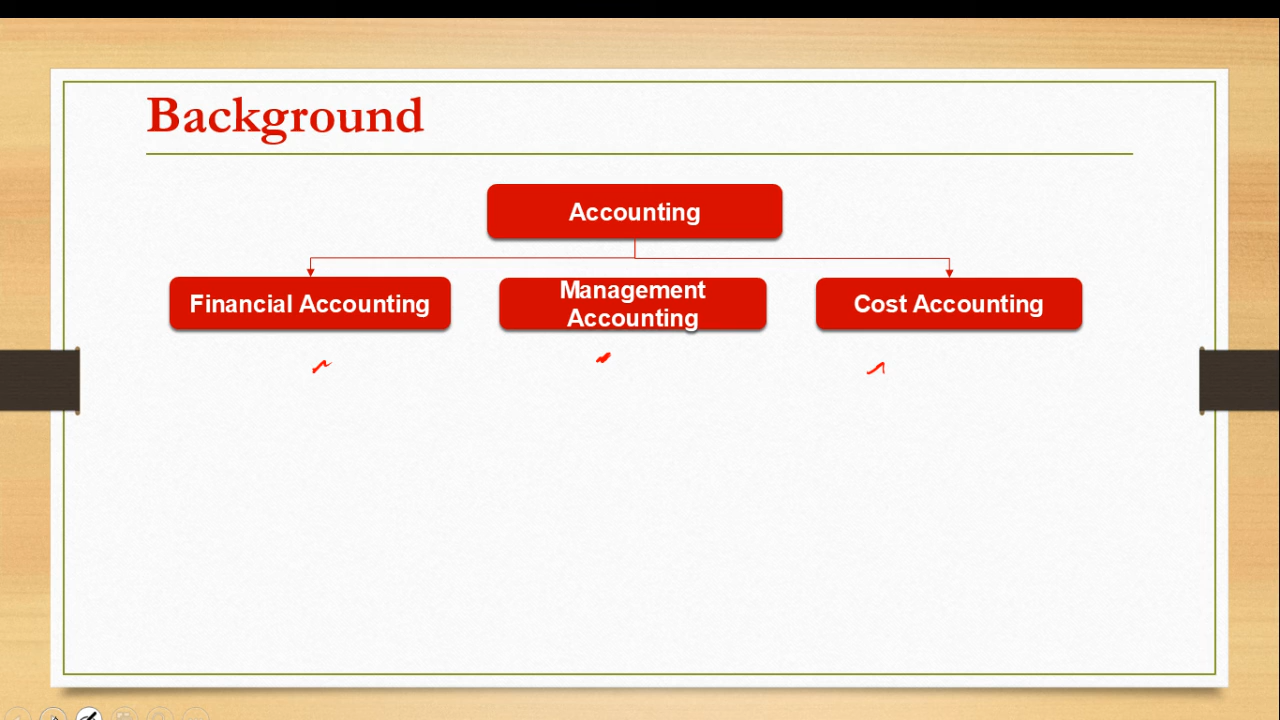 Background
Accounting
Financial Accounting
Management
Accounting
Cost Accounting